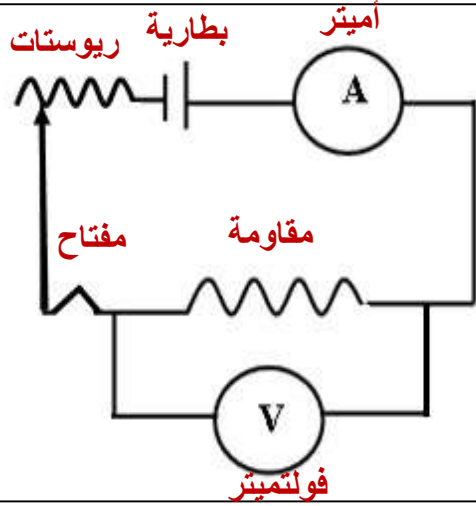 أميتر
بطارية
ريوستات
A
مقاومة
مفتاح
V
فولتميتر